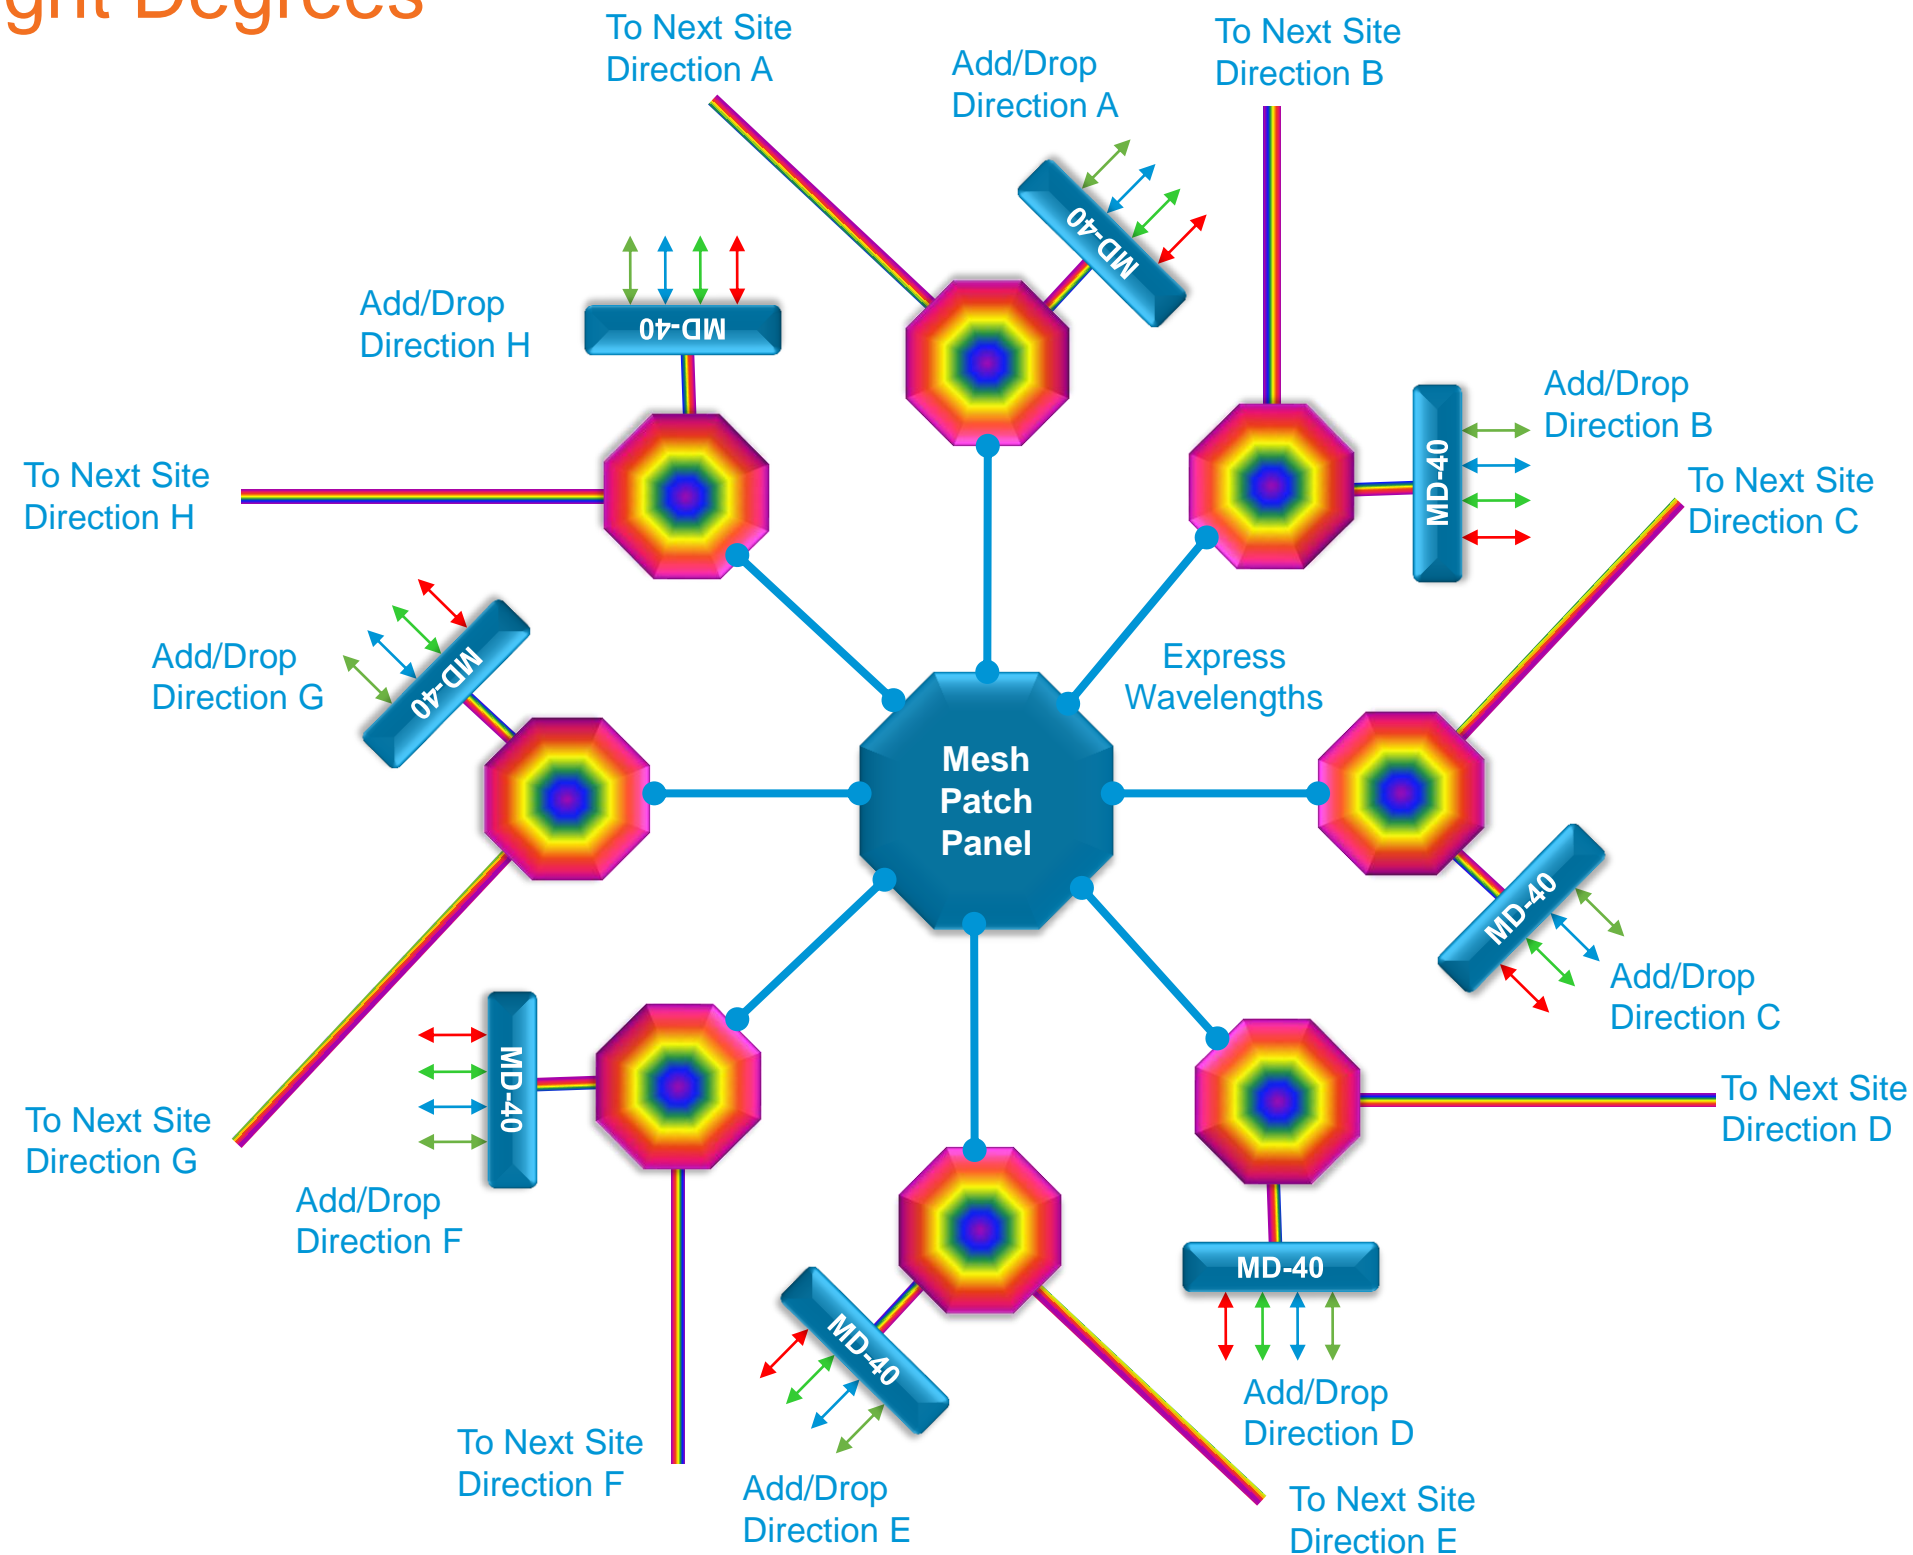 ght Degrees
To Next Site
Direction A
Add/Drop
Direction A
To Next Site
Direction B
MD-40
Add/Drop
Direction H
MD-40
Add/Drop
Direction B
MD-40
To Next Site
Direction H
To Next Site
Direction C
Add/Drop
Direction G
MD-40
Express
Wavelengths
Mesh
Patch
Panel
MD-40
Add/Drop
Direction C
To Next Site
Direction G
MD-40
To Next Site
Direction D
Add/Drop
Direction F
MD-40
MD-40
Add/Drop
Direction D
To Next Site
Direction F
Add/Drop
Direction E
To Next Site
Direction E